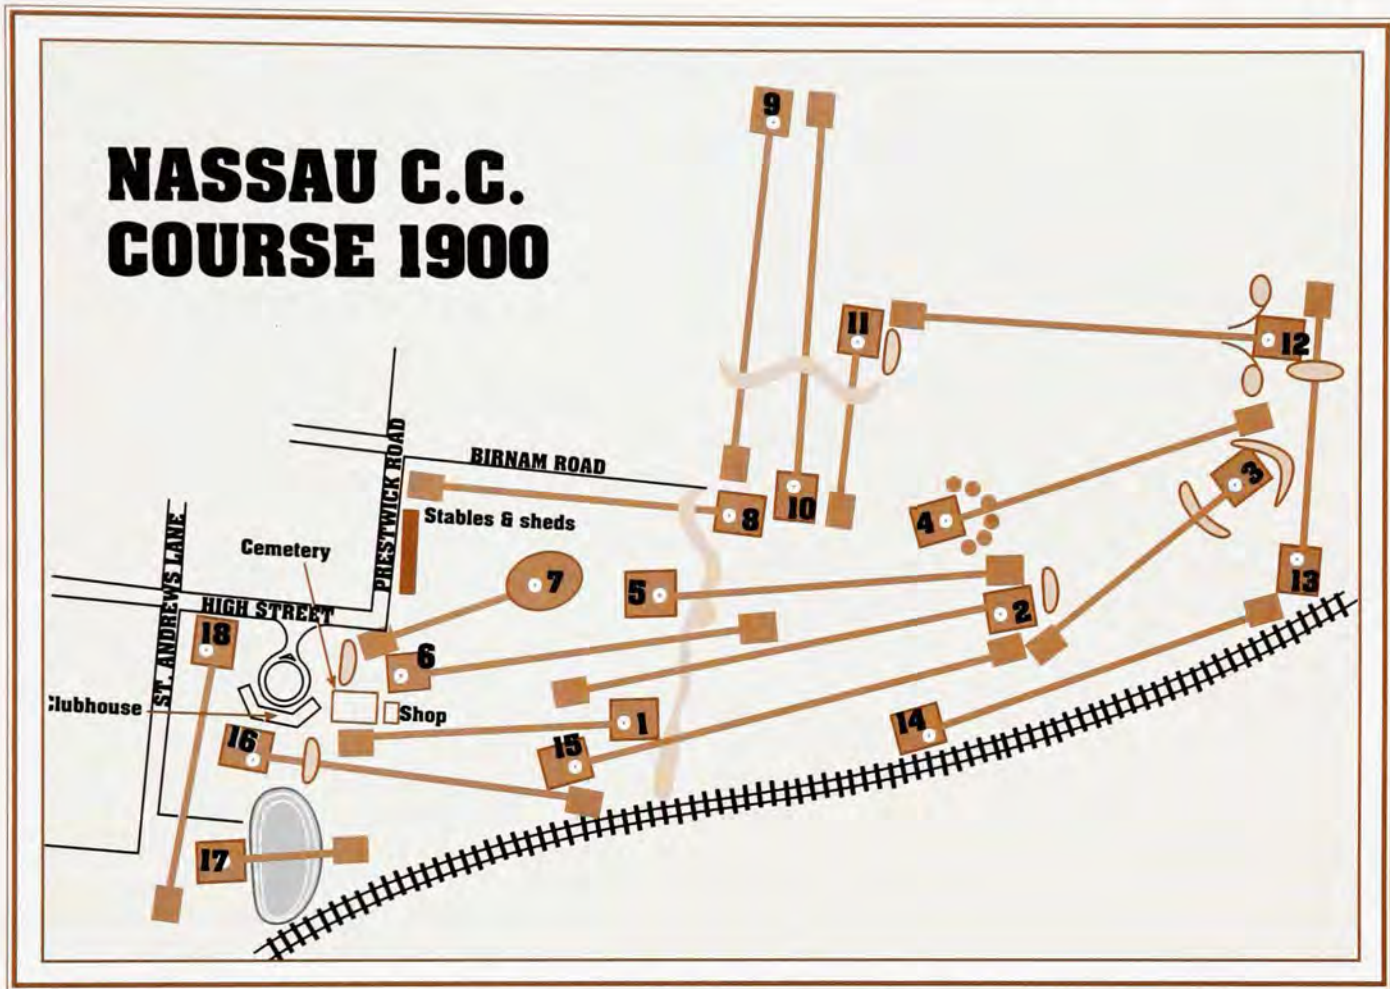 NASSAU C.C.
COURSE 1900
9
11
12
PRESTWICK ROAD
BIRNAM ROAD
3
8
10
4
Stables & sheds
ST. ANDREWS LANE
Cemetery
7
5
13
HIGH STREET
2
18
6
lubhouse
Shop
1
14
16
15
17